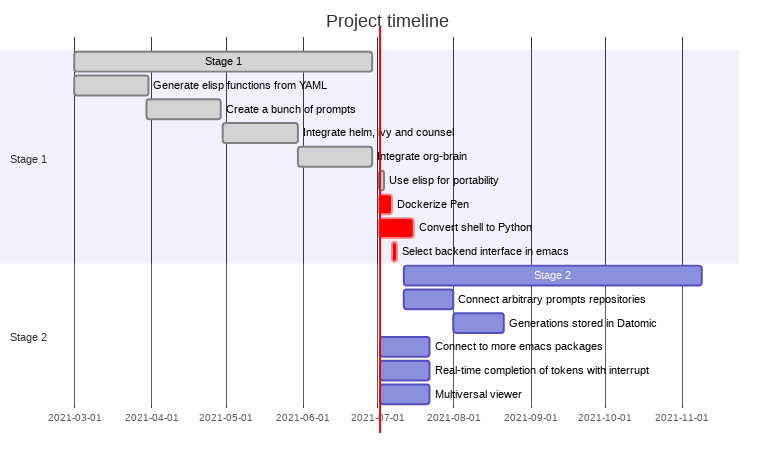 Project timeline
Stage 1
Generate elisp functions from YAML
Create a bunch of prompts
Integrate helm, ivy and counsel
Integrate org-brain
Stage 1
Use elisp for portability
Dockerize Pen
Convert shell to Python
Select backend interface in emacs
Stage 2
Connect arbitrary prompts repositories
Generations stored in Datomic
Stage 2
Connect to more emacs packages
Real-time completion of tokens with interrupt
Multiversal viewer
2021-03-01 2021-04-01 2021-05-01 2021-06-01 2021-07-01 2021-08-01 2021-09-01 2021-10-01 2021-11-01